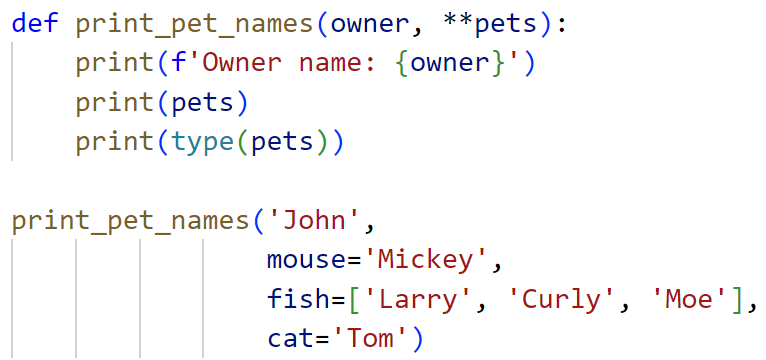 def print_pet_names(owner, **pets):
    print(f'Owner name: {owner}')
    print(pets)
    print(type(pets))

print_pet_names('John',
                mouse='Mickey',
                fish=['Larry', 'Curly', 'Moe'],
                cat='Tom')